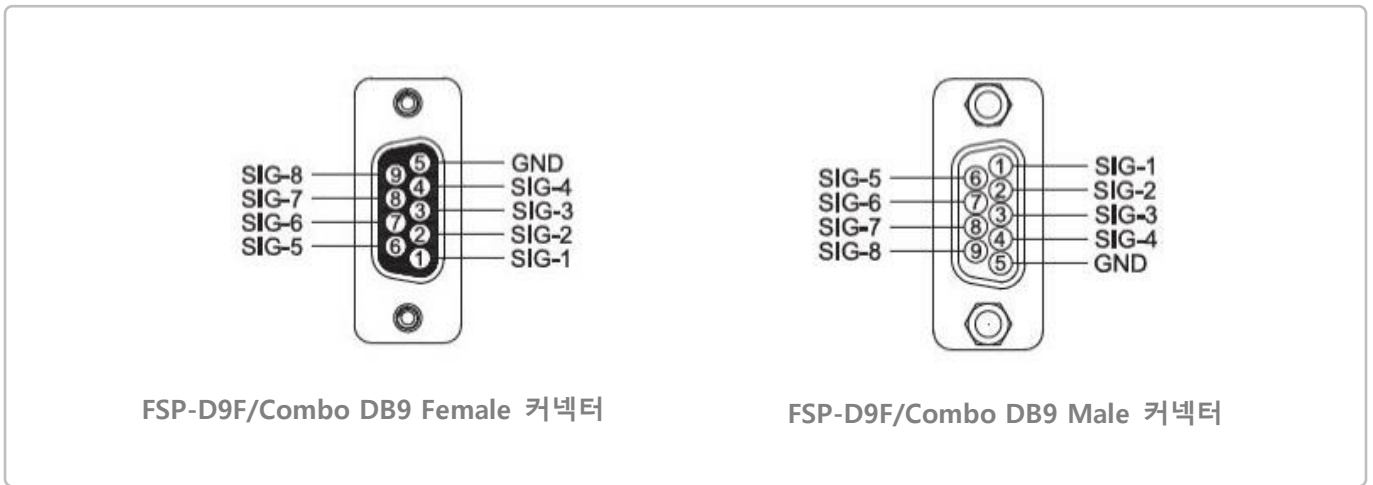 SIG-8
SIG-7
SIG-6
SIG-5
9
8
7
6
5
4
3
2
1
GND
SIG-4
SIG-3
SIG-2
SIG-1
FSP-D9F/Combo DB9 Female 커넥터
SIG-5
SIG-6
SIG-7
SIG-8
6
7
8
9
1
2
3
4
5
SIG-1
SIG-2
SIG-3
SIG-4
GND
FSP-D9F/Combo DB9 Male 커넥터